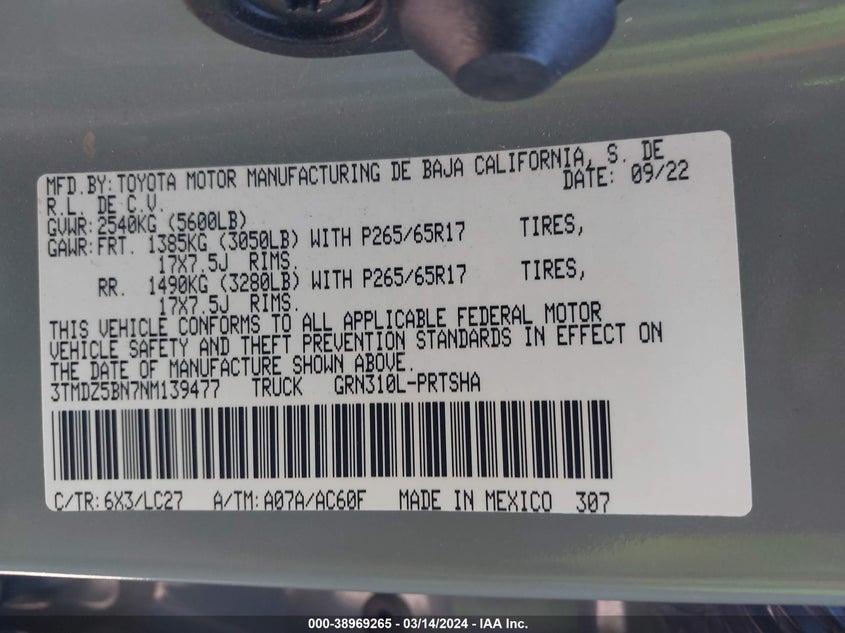 MFD.BY:TOYOTA MOTOR MANUFACTURING DE BAJA CALIFORNIA, S. DE
R.L. DE C.V. DATE: 09/22
GVWR:2540KG (5600LB)
GAWR:FRT. 1385KG (3050LB) WITH P265/65R17 TIRES,
17X7.5J RIMS.
RR. 1490KG (3280LB) WITH P265/65R17 TIRES,
17X7.5J RIMS.
THIS VEHICLE CONFORMS TO ALL APPLICABLE FEDERAL MOTOR
VEHICLE SAFETY AND THEFT PREVENTION STANDARDS IN EFFECT ON
THE DATE OF MANUFACTURE SHOWN ABOVE.
3TMDZ5BN7NM139477 TRUCK GRN310L-PRTSHA
C/TR:6X3/LC27 A/TM:A07A/AC60F MADE IN MEXICO 307
000-38969265 - 03/14/2024 - IAA Inc.